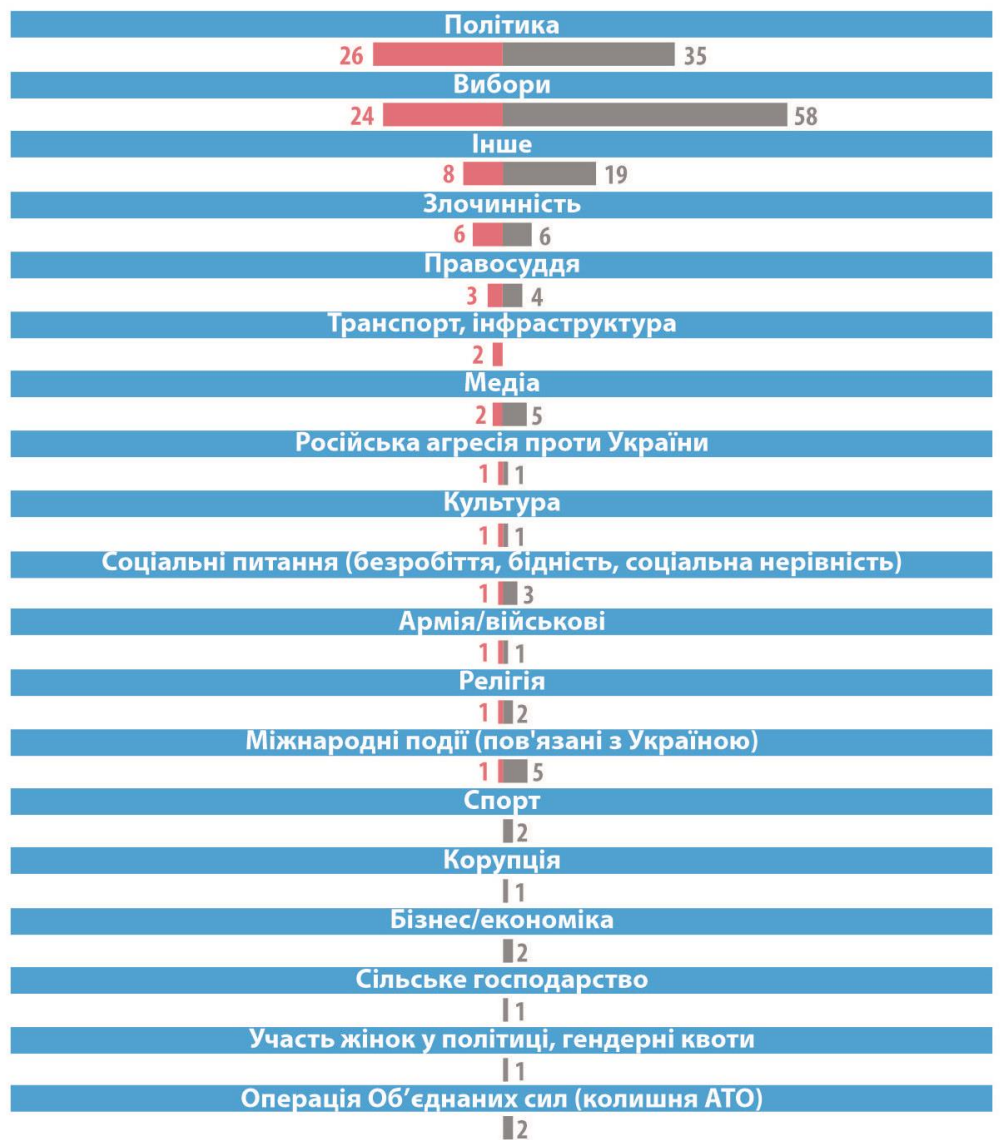 Політика
26 35
Вибори
24 58
Інше
8 19
Злочинність
6 6
Правосуддя
3 4
Транспорт, інфраструктура
2
Медіа
2 5
Російська агресія проти України
1 1
Культура
1 1
Соціальні питання (безробіття, бідність, соціальна нерівність)
1 3
Армія/військові
1 1
Релігія
1 2
Міжнародні події (пов'язані з Україною)
1 5
Спорт
2
Корупція
1
Бізнес/економіка
2
Сільське господарство
1
Участь жінок у політиці, гендерні квоти
1
Операція Об’єднаних сил (колишня АТО)
2